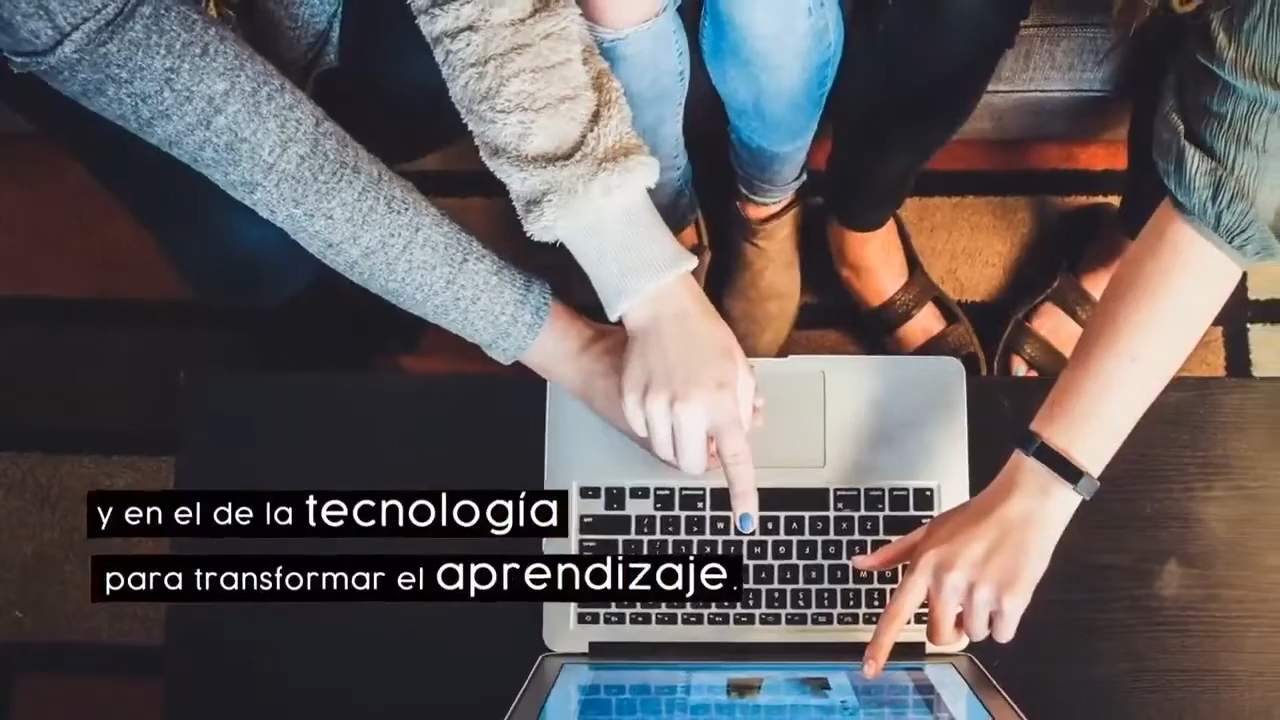 y en el de la tecnología
para transformar el aprendizaje.